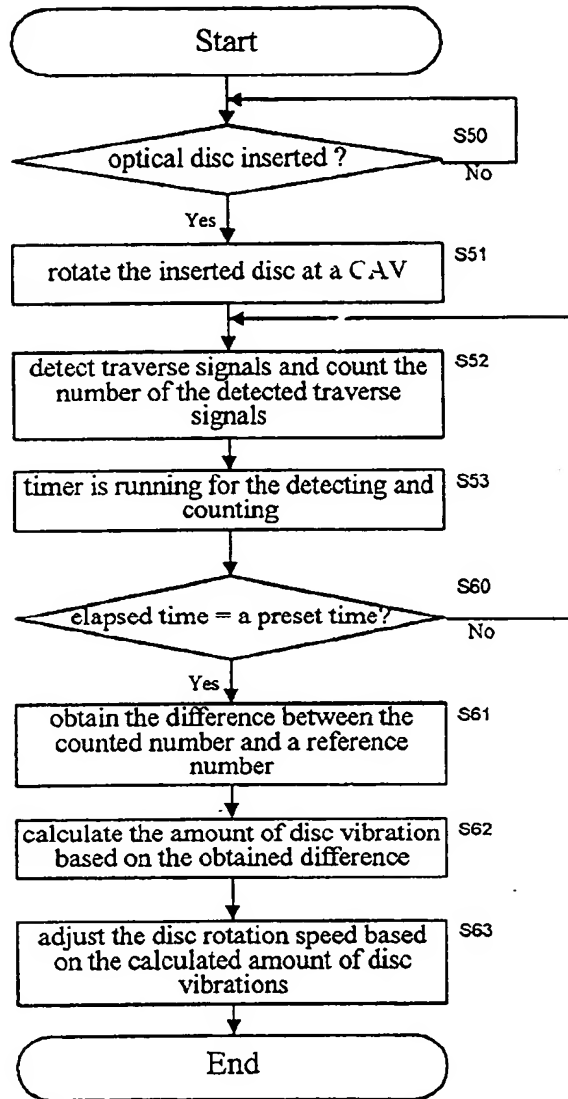 Start
S50
optical disc inserted ?
No
Yes
S51
rotate the inserted disc at a CAV
S52
detect traverse signals and count the
number of the detected traverse
signals
S53
timer is running for the detecting and
counting
S60
elapsed time = a preset time?
No
Yes
S61
obtain the difference between the
counted number and a reference
number
S62
calculate the amount of disc vibration
based on the obtained difference
S63
adjust the disc rotation speed based
on the calculated amount of disc
vibrations
End